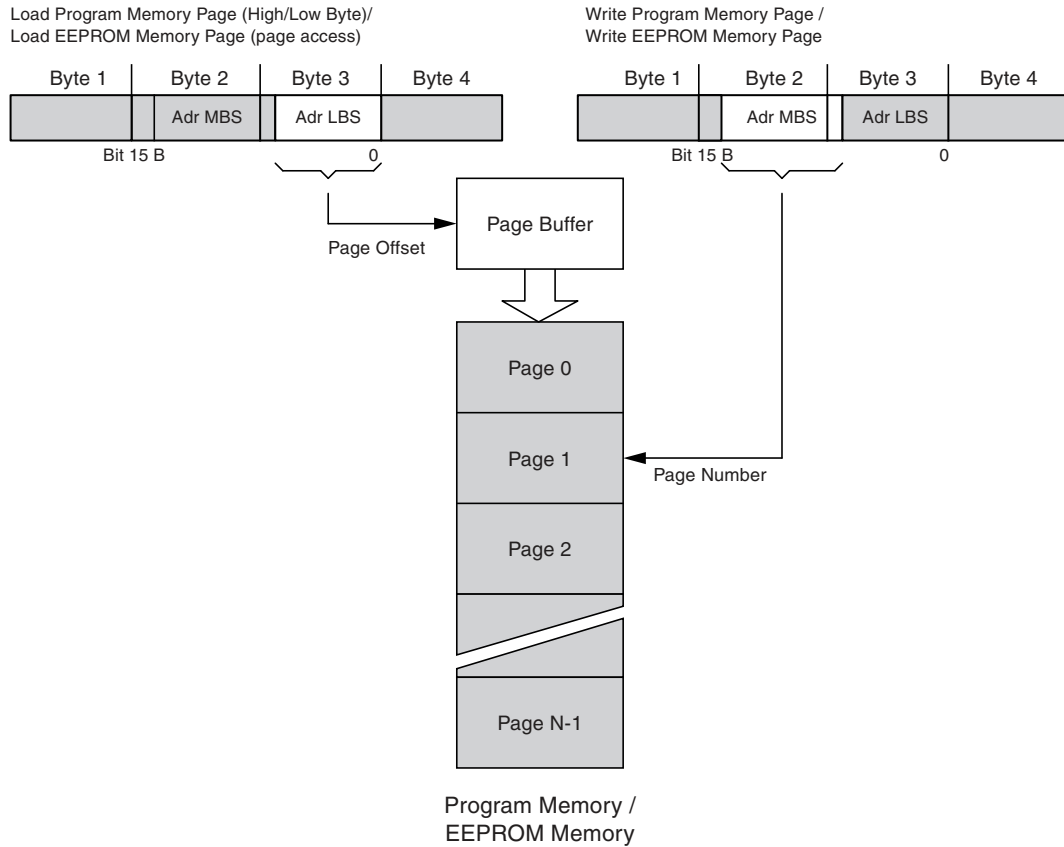 Load Program Memory Page (High/Low Byte)/
Load EEPROM Memory Page (page access)
Byte 1 Byte 2 Byte 3 Byte 4
Adr MBS Adr LBS
Bit 15 B 0
Write Program Memory Page /
Write EEPROM Memory Page
Byte 1 Byte 2 Byte 3 Byte 4
Adr MBS Adr LBS
Bit 15 B 0
Page Buffer
Page Offset
Page 0
Page 1
Page Number
Page 2
Page N-1
Program Memory /
EEPROM Memory